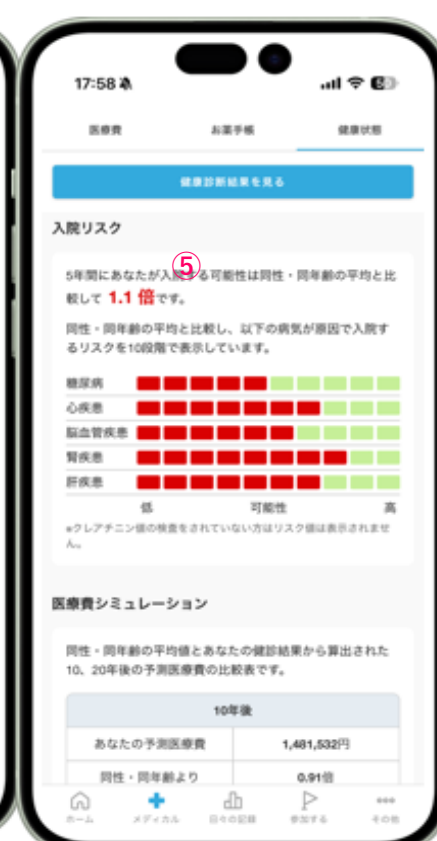 17:58
医療費 お薬手帳 健康状態
健康診断結果を見る
入院リスク
⑤
5年間にあなたが入院する可能性は同性・同年齢の平均と比
較して 1.1 倍です。
同性・同年齢の平均と比較し、以下の病気が原因で入院す
るリスクを10段階で表示しています。
糖尿病
心疾患
脳血管疾患
腎疾患
肝疾患
低 可能性 高
※クレアチニン値の検査をされていない方はリスク値は表示されませ
ん。
医療費シミュレーション
同性・同年齢の平均値とあなたの健診結果から算出された
10、20年後の予測医療費の比較表です。
10年後
あなたの予測医療費 1,481,532円
同性・同年齢より 0.91倍
ホーム メディカル 日々の記録 参加する その他